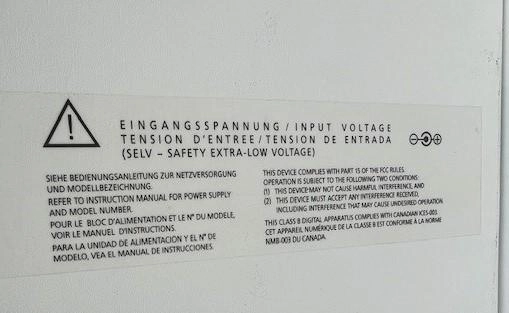 EINGANGSSPANNUNG / INPUT VOLTAGE
TENSION D'ENTREE / TENSION DE ENTRADA
(SELV - SAFETY EXTRA-LOW VOLTAGE)
SIEHE BEDIENUNGSANLEITUNG ZUR NETZVERSORGUNG
UND MODELLBEZEICHNUNG.
REFER TO INSTRUCTION MANUAL FOR POWER SUPPLY
AND MODEL NUMBER.
POUR LE BLOC D'ALIMENTATION ET LE Nº DU MODELE,
VOIR LE MANUEL D'INSTRUCTIONS.
PARA LA UNIDAD DE ALIMENTACION Y EL Nº DE
MODELO, VEA EL MANUAL DE INSTRUCCIONES.
THIS DEVICE COMPLIES WITH PART 15 OF THE FCC RULES.
OPERATION IS SUBJECT TO THE FOLLOWING TWO CONDITIONS:
(1) THIS DEVICE MAY NOT CAUSE HARMFUL INTERFERENCE, AND
(2) THIS DEVICE MUST ACCEPT ANY INTERFERENCE RECEIVED,
INCLUDING INTERFERENCE THAT MAY CAUSE UNDESIRED OPERATION.
THIS CLASS B DIGITAL APPARATUS COMPLIES WITH CANADIAN ICES-003.
CET APPAREIL NUMÉRIQUE DE LA CLASSE B EST CONFORME À LA NORME
NMB-003 DU CANADA.